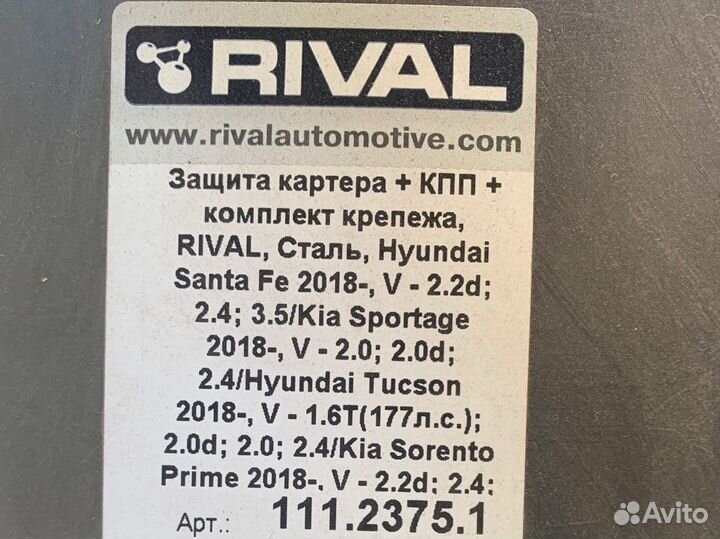 RIVAL
www.rivalautomotive.com
Защита картера + КПП +
комплект крепежа,
RIVAL, Сталь, Hyundai
Santa Fe 2018-, V - 2.2d;
2.4; 3.5/Kia Sportage
2018-, V - 2.0; 2.0d;
2.4/Hyundai Tucson
2018-, V - 1.6T(177л.с.);
2.0d; 2.0; 2.4/Kia Sorento
Prime 2018-, V - 2.2d; 2.4;
Арт.: 111.2375.1
Avito